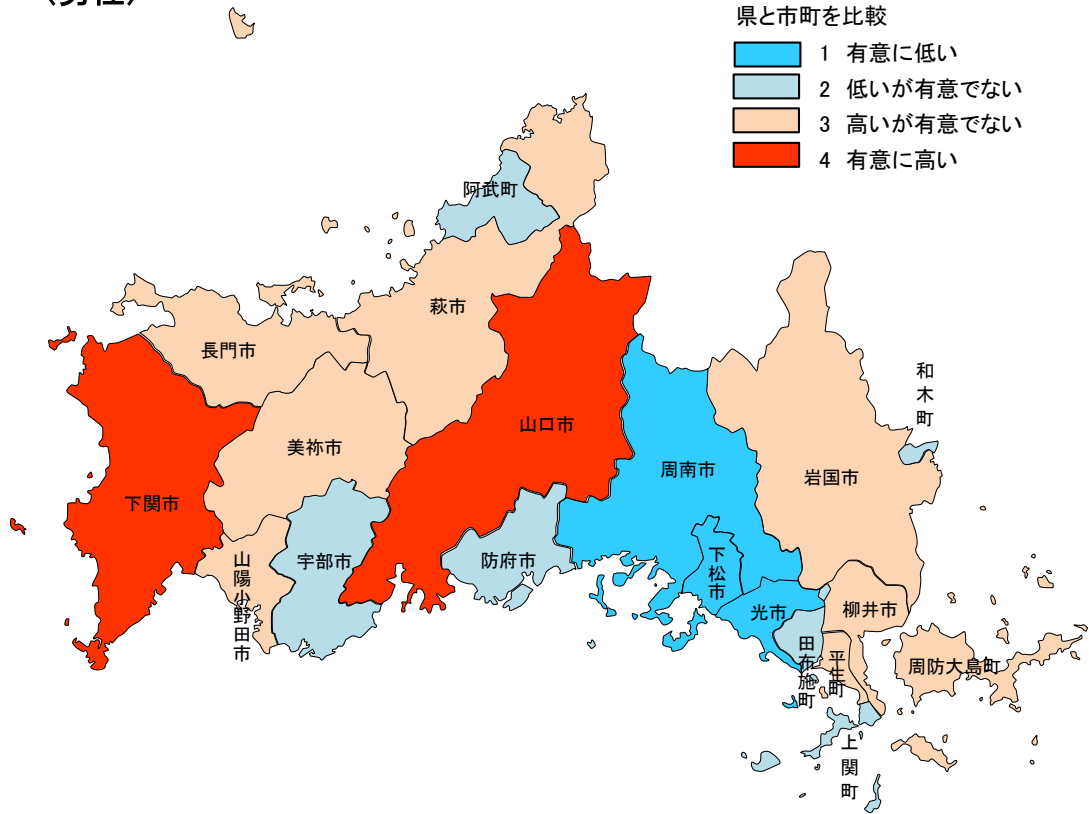 (男性)
県と市町を比較
1 有意に低い
2 低いが有意でない
3 高いが有意でない
4 有意に高い
阿武町
萩市
長門市
和木町
山口市
美祢市
周南市
岩国市
下関市
宇部市
防府市
山陽小野田市
下松市
光市
柳井市
田布施町
平生町
周防大島町
上関町